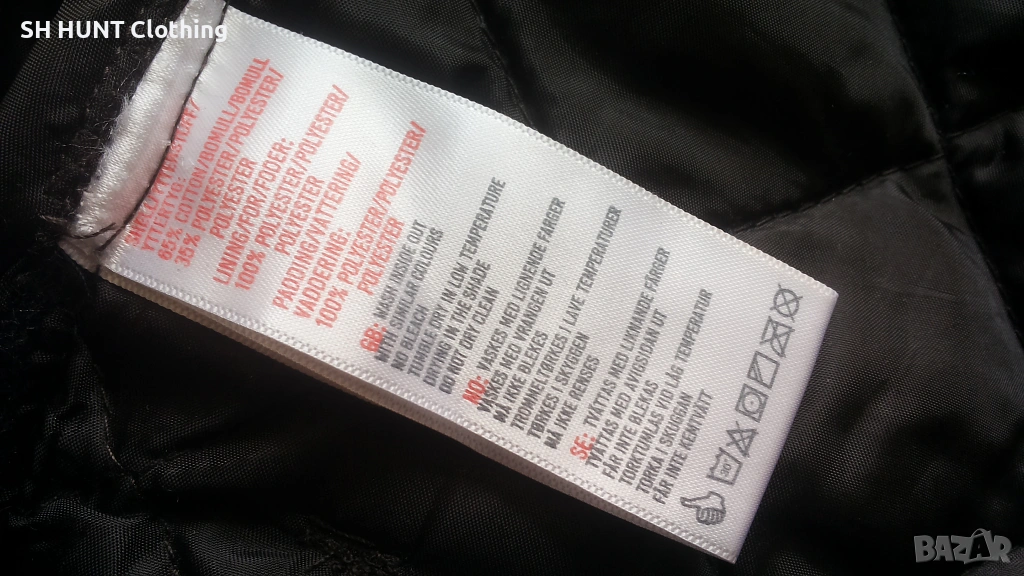 SH HUNT Clothing
YTTERTYG:
65% COTTON/BOMULL/BOMULL
35% POLYESTER/POLYESTER/
POLYESTER
LINING/FOR/FODER:
100% POLYESTER/POLYESTER/
POLYESTER
PADDING/VATTERING/
VADDERING:
100% POLYESTER/POLYESTER/
POLYESTER
GB: WASH INSIDE OUT
WITH SIMILAR COLOURS
NO BLEACH
TUMBLE DRY IN LOW TEMPERATURE
DRYING IN THE SHADE
DO NOT DRY CLEAN
NO: VASKES MED LIGNENDE FARGER
VASKES MED VRANGEN UT
MÅ IKKE BLEKES
TROMMELTØRKES I LAVE TEMPERATURER
TØRKES I SKYGGEN
MÅ IKKE RENSES
SE: TVÄTTAS MED LIKNANDE FÄRGER
TVÄTTAS MED AVIGSIDAN UT
FÅR INTE BLEKAS
TORKTUMLAS VID LÅG TEMPERATUR
TORKA I SKUGGAN
FÅR INTE KEMTVÄTT
BAZAR